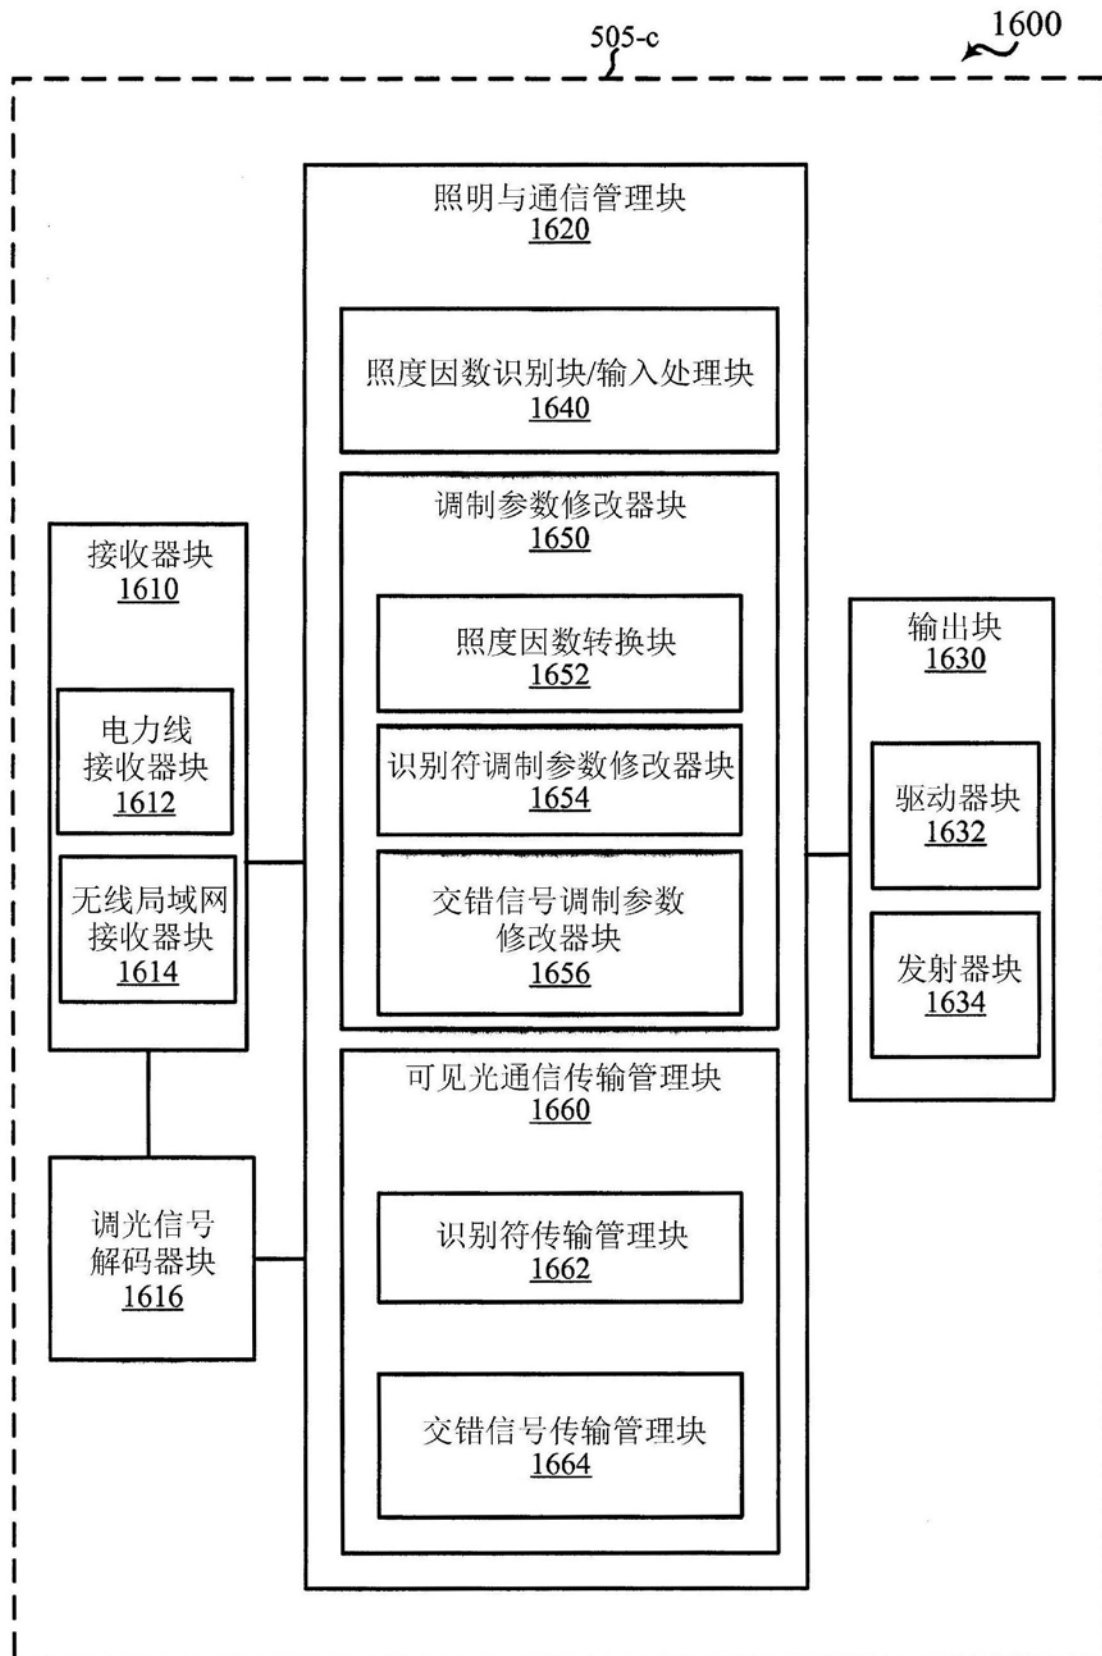 1600
505-c
照明与通信管理块
1620
照度因数识别块/输入处理块
1640
调制参数修改器块
1650
照度因数转换块
1652
识别符调制参数修改器块
1654
交错信号调制参数
修改器块
1656
可见光通信传输管理块
1660
识别符传输管理块
1662
交错信号传输管理块
1664
接收器块
1610
电力线
接收器块
1612
无线局域网
接收器块
1614
调光信号
解码器块
1616
输出块
1630
驱动器块
1632
发射器块
1634